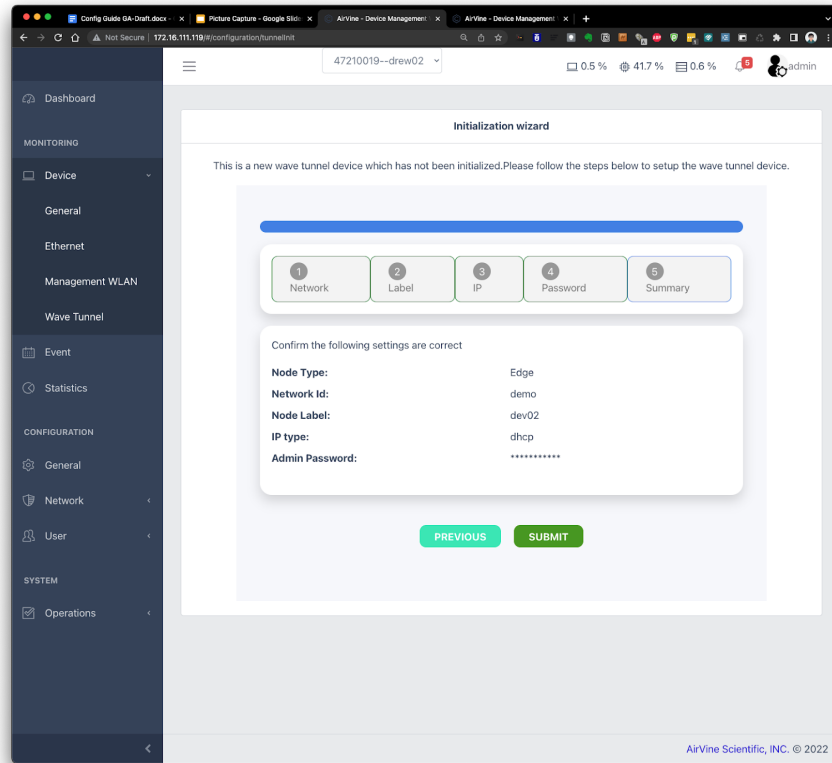 Config Guide GA-Draft.docx -
Picture Capture - Google Slide
AirVine - Device Management
AirVine - Device Management
Not Secure | 172.16.111.119/#/configuration/tunnelInit
47210019--drew02
0.5 %
41.7 %
0.6 %
5
admin
Dashboard
MONITORING
Device
General
Ethernet
Management WLAN
Wave Tunnel
Event
Statistics
CONFIGURATION
General
Network
User
SYSTEM
Operations
Initialization wizard
This is a new wave tunnel device which has not been initialized.Please follow the steps below to setup the wave tunnel device.
1 Network
2 Label
3 IP
4 Password
5 Summary
Confirm the following settings are correct
Node Type: Edge
Network Id: demo
Node Label: dev02
IP type: dhcp
Admin Password: ***********
PREVIOUS
SUBMIT
AirVine Scientific, INC. © 2022